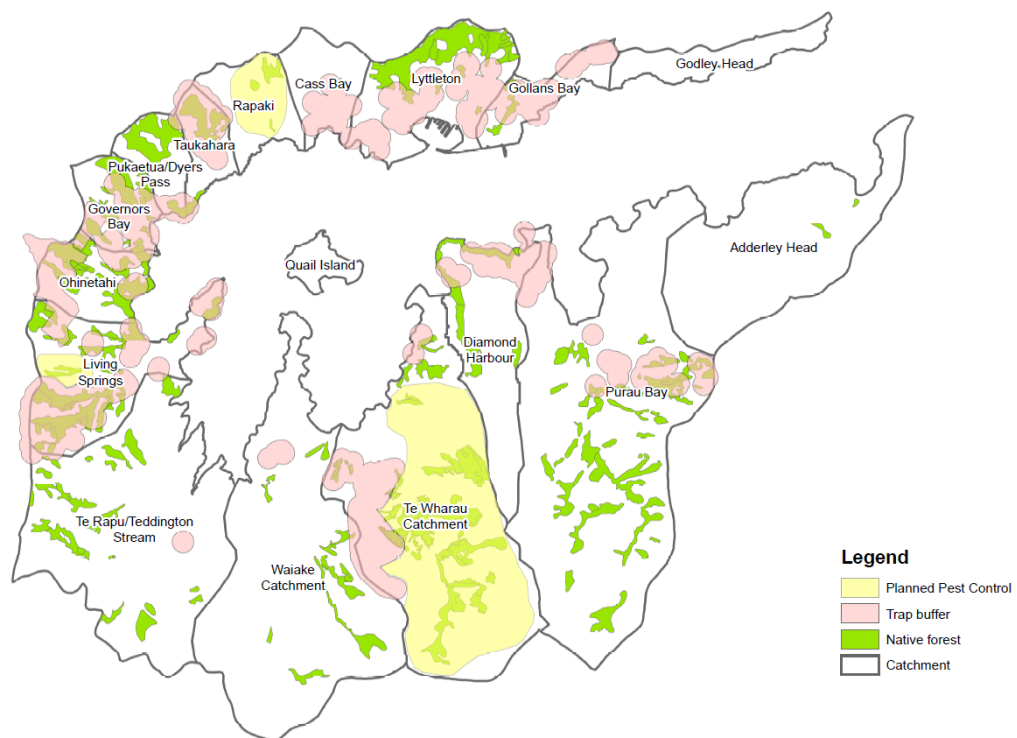 Godley Head
Cass Bay
Lyttleton
Gollans Bay
Rapaki
Taukahara
Pukaetua/Dyers
Pass
Governors
Bay
Adderley Head
Quail Island
Ohinetahi
Diamond
Harbour
Living
Springs
Purau Bay
Te Wharau
Catchment
Te Rapu/Teddington
Stream
Waiake
Catchment
Legend
Planned Pest Control
Trap buffer
Native forest
Catchment